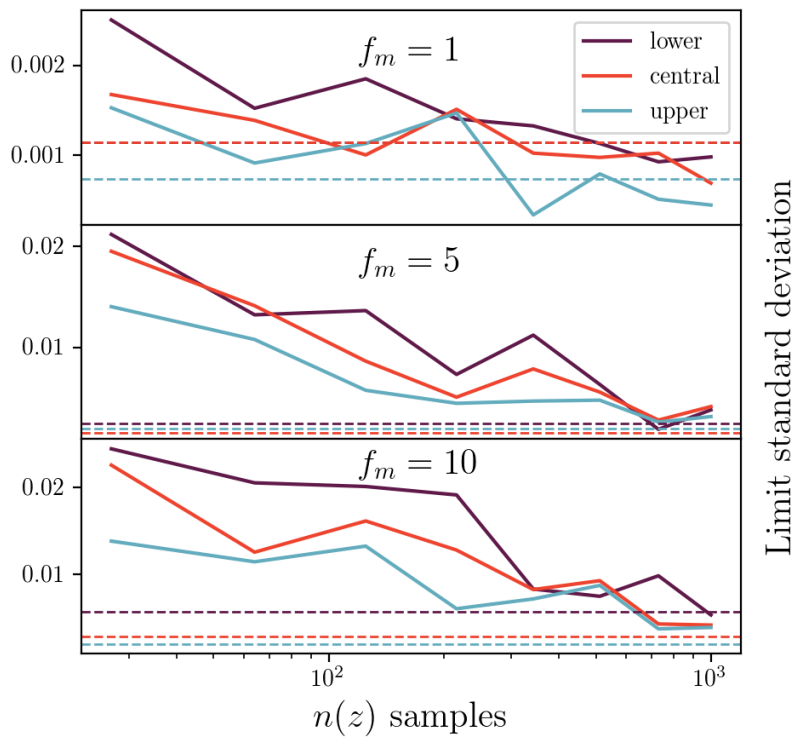 f_m = 1
lower
central
upper
0.002
0.001
f_m = 5
0.02
0.01
f_m = 10
0.02
0.01
10^2
10^3
n(z) samples
Limit standard deviation